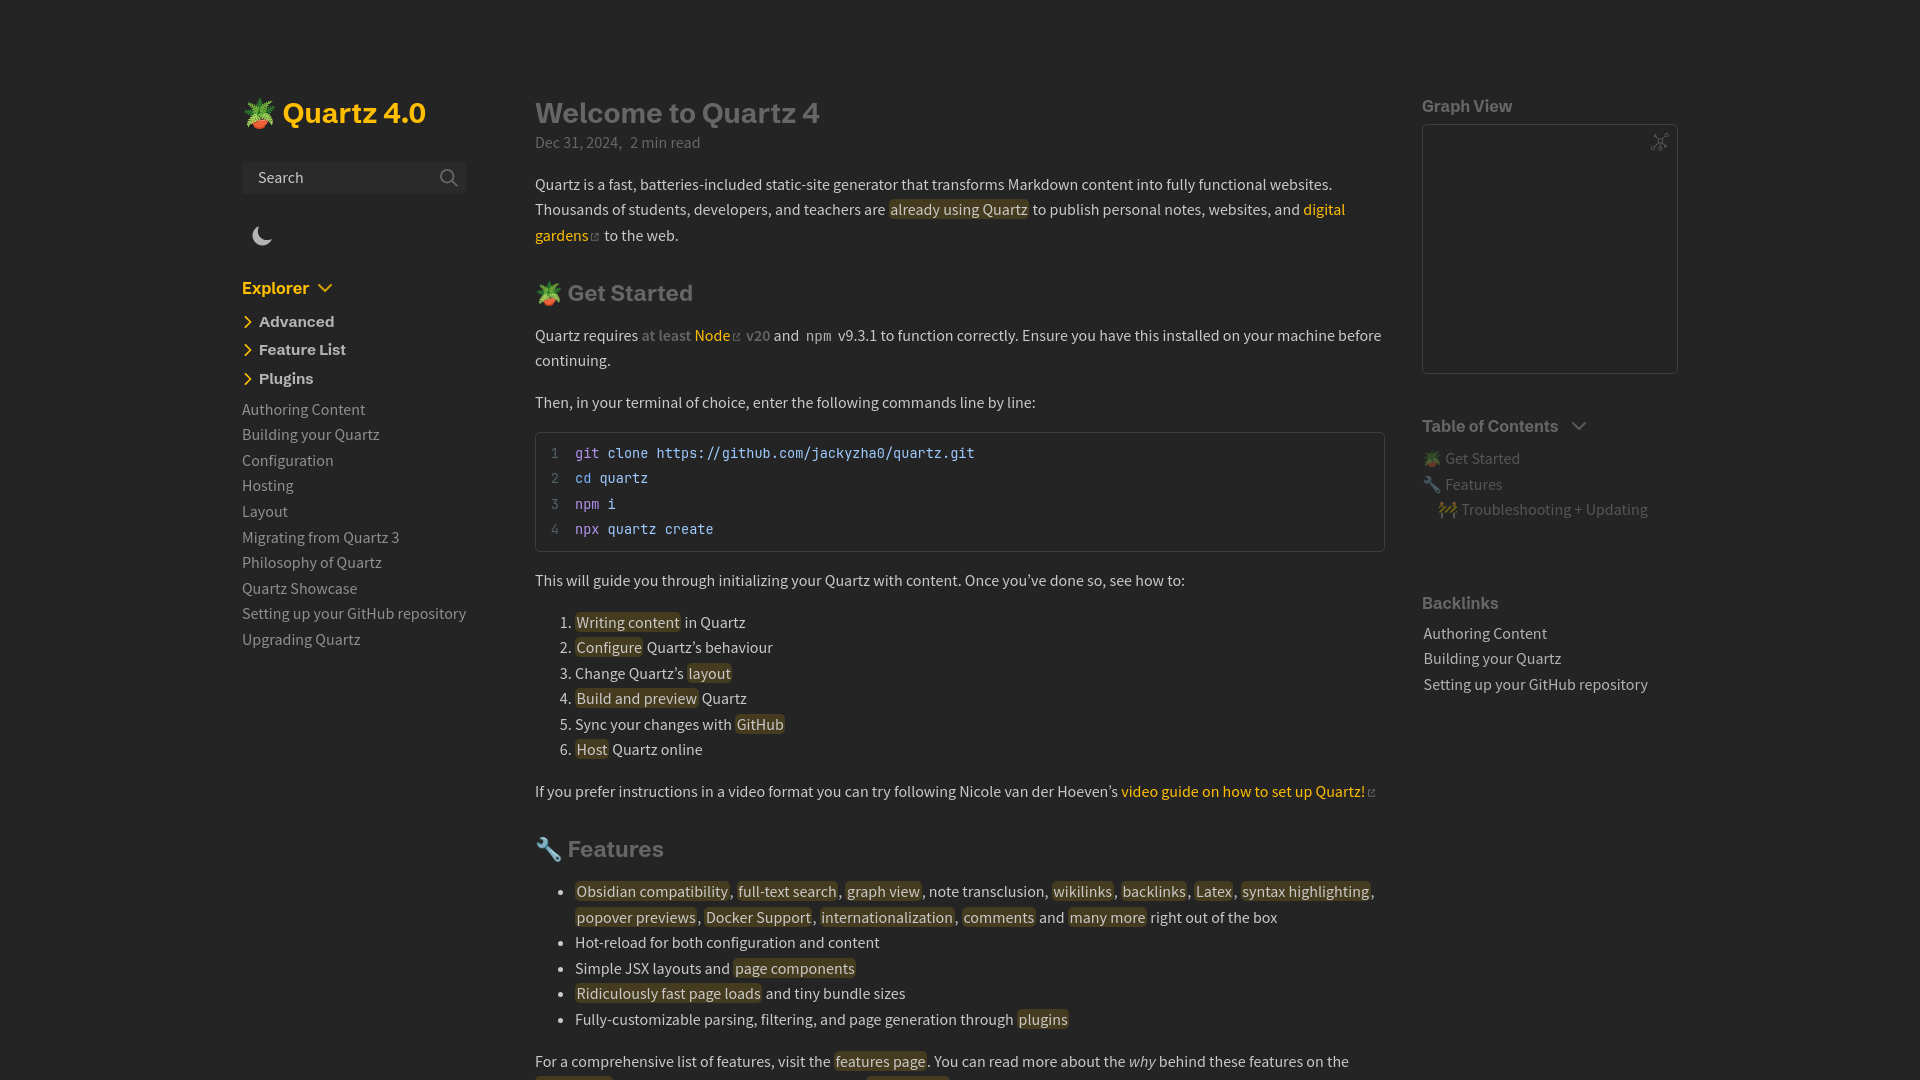 Quartz 4.0
Search
Explorer
Advanced
Feature List
Plugins
Authoring Content
Building your Quartz
Configuration
Hosting
Layout
Migrating from Quartz 3
Philosophy of Quartz
Quartz Showcase
Setting up your GitHub repository
Upgrading Quartz
Welcome to Quartz 4
Dec 31, 2024, 2 min read
Quartz is a fast, batteries-included static-site generator that transforms Markdown content into fully functional websites.
Thousands of students, developers, and teachers are already using Quartz to publish personal notes, websites, and digital
gardens to the web.
🪴 Get Started
Quartz requires at least Node v20 and npm v9.3.1 to function correctly. Ensure you have this installed on your machine before
continuing.
Then, in your terminal of choice, enter the following commands line by line:
1 git clone https://github.com/jackyzha0/quartz.git
2 cd quartz
3 npm i
4 npx quartz create
This will guide you through initializing your Quartz with content. Once you’ve done so, see how to:
1. Writing content in Quartz
2. Configure Quartz’s behaviour
3. Change Quartz’s layout
4. Build and preview Quartz
5. Sync your changes with GitHub
6. Host Quartz online
If you prefer instructions in a video format you can try following Nicole van der Hoeven’s video guide on how to set up Quartz!
🔧 Features
• Obsidian compatibility, full-text search, graph view, note transclusion, wikilinks, backlinks, Latex, syntax highlighting,
popover previews, Docker Support, internationalization, comments and many more right out of the box
• Hot-reload for both configuration and content
• Simple JSX layouts and page components
• Ridiculously fast page loads and tiny bundle sizes
• Fully-customizable parsing, filtering, and page generation through plugins
For a comprehensive list of features, visit the features page. You can read more about the why behind these features on the
Graph View
Table of Contents
🪴 Get Started
🔧 Features
🚧 Troubleshooting + Updating
Backlinks
Authoring Content
Building your Quartz
Setting up your GitHub repository